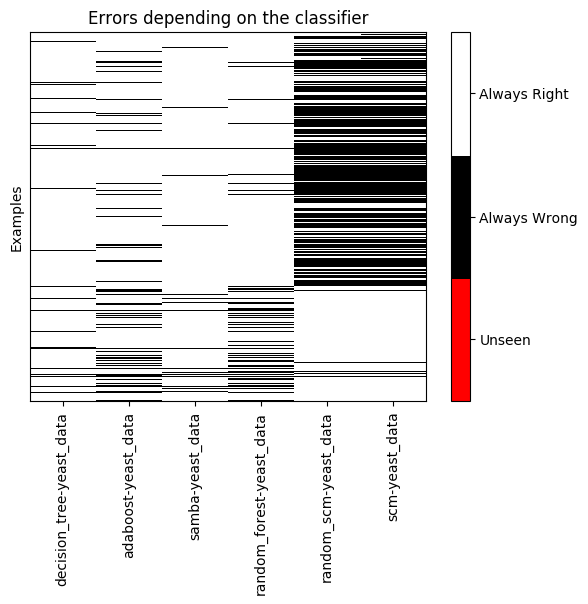 Errors depending on the classifier
Examples
decision_tree-yeast_data
adaboost-yeast_data
samba-yeast_data
random_forest-yeast_data
random_scm-yeast_data
scm-yeast_data
Always Right
Always Wrong
Unseen